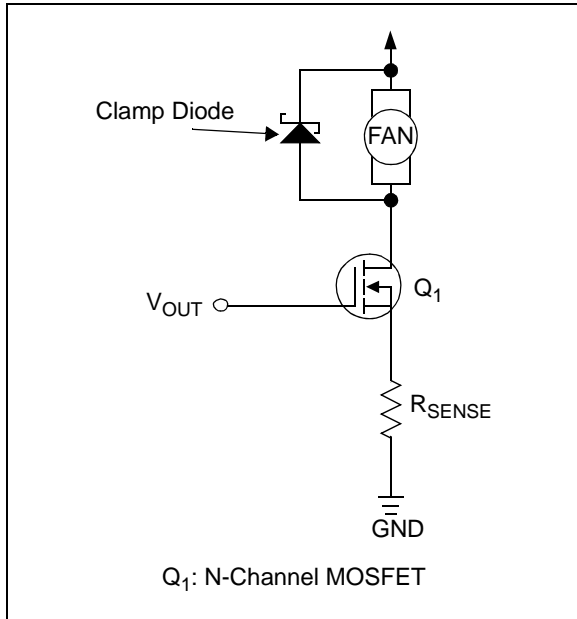 Clamp Diode
FAN
Q1
VOUT
RSENSE
GND
Q1: N-Channel MOSFET